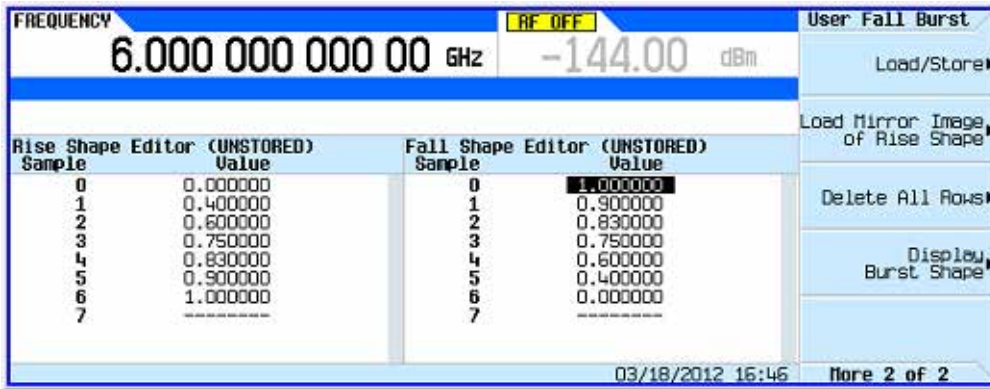 FREQUENCY
RF OFF
6.000 000 000 00 GHz
-144.00 dBm
Rise Shape Editor (UNSTORED)
Sample Value
0 0.000000
1 0.400000
2 0.600000
3 0.750000
4 0.830000
5 0.900000
6 1.000000
7 --------
Fall Shape Editor (UNSTORED)
Sample Value
0 1.000000
1 0.900000
2 0.830000
3 0.750000
4 0.600000
5 0.400000
6 0.000000
7 --------
03/18/2012 16:46
User Fall Burst
Load/Store
Load Mirror Image
of Rise Shape
Delete All Rows
Display
Burst Shape
More 2 of 2